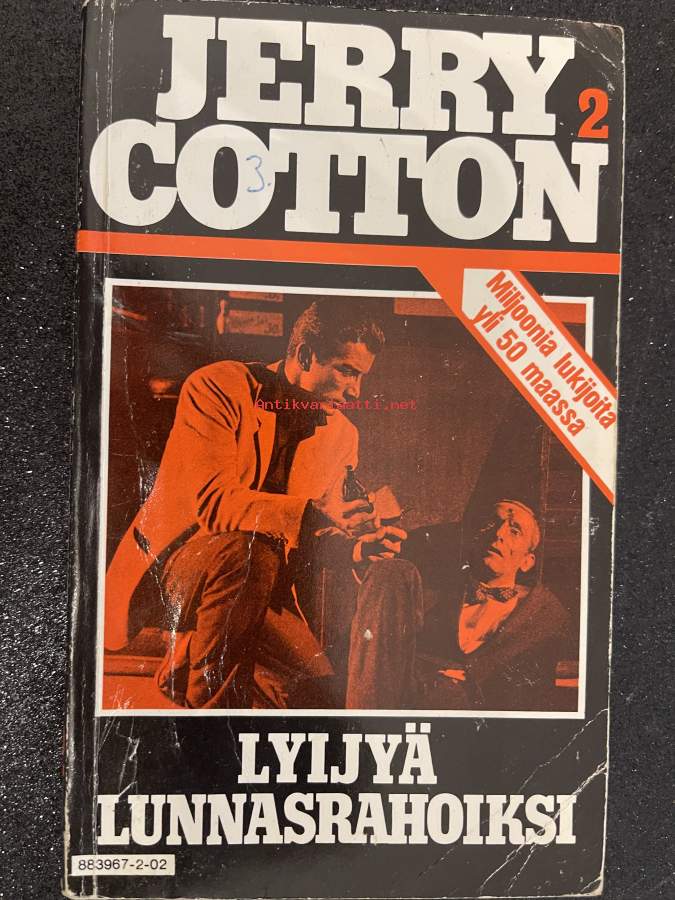 JERRY
2
COTTON
3.
Miljoonia lukijoita
yli 50 maassa
Antikvariaatti.net
LYIJYÄ
LUNNASRAHOIKSI
883967-2-02